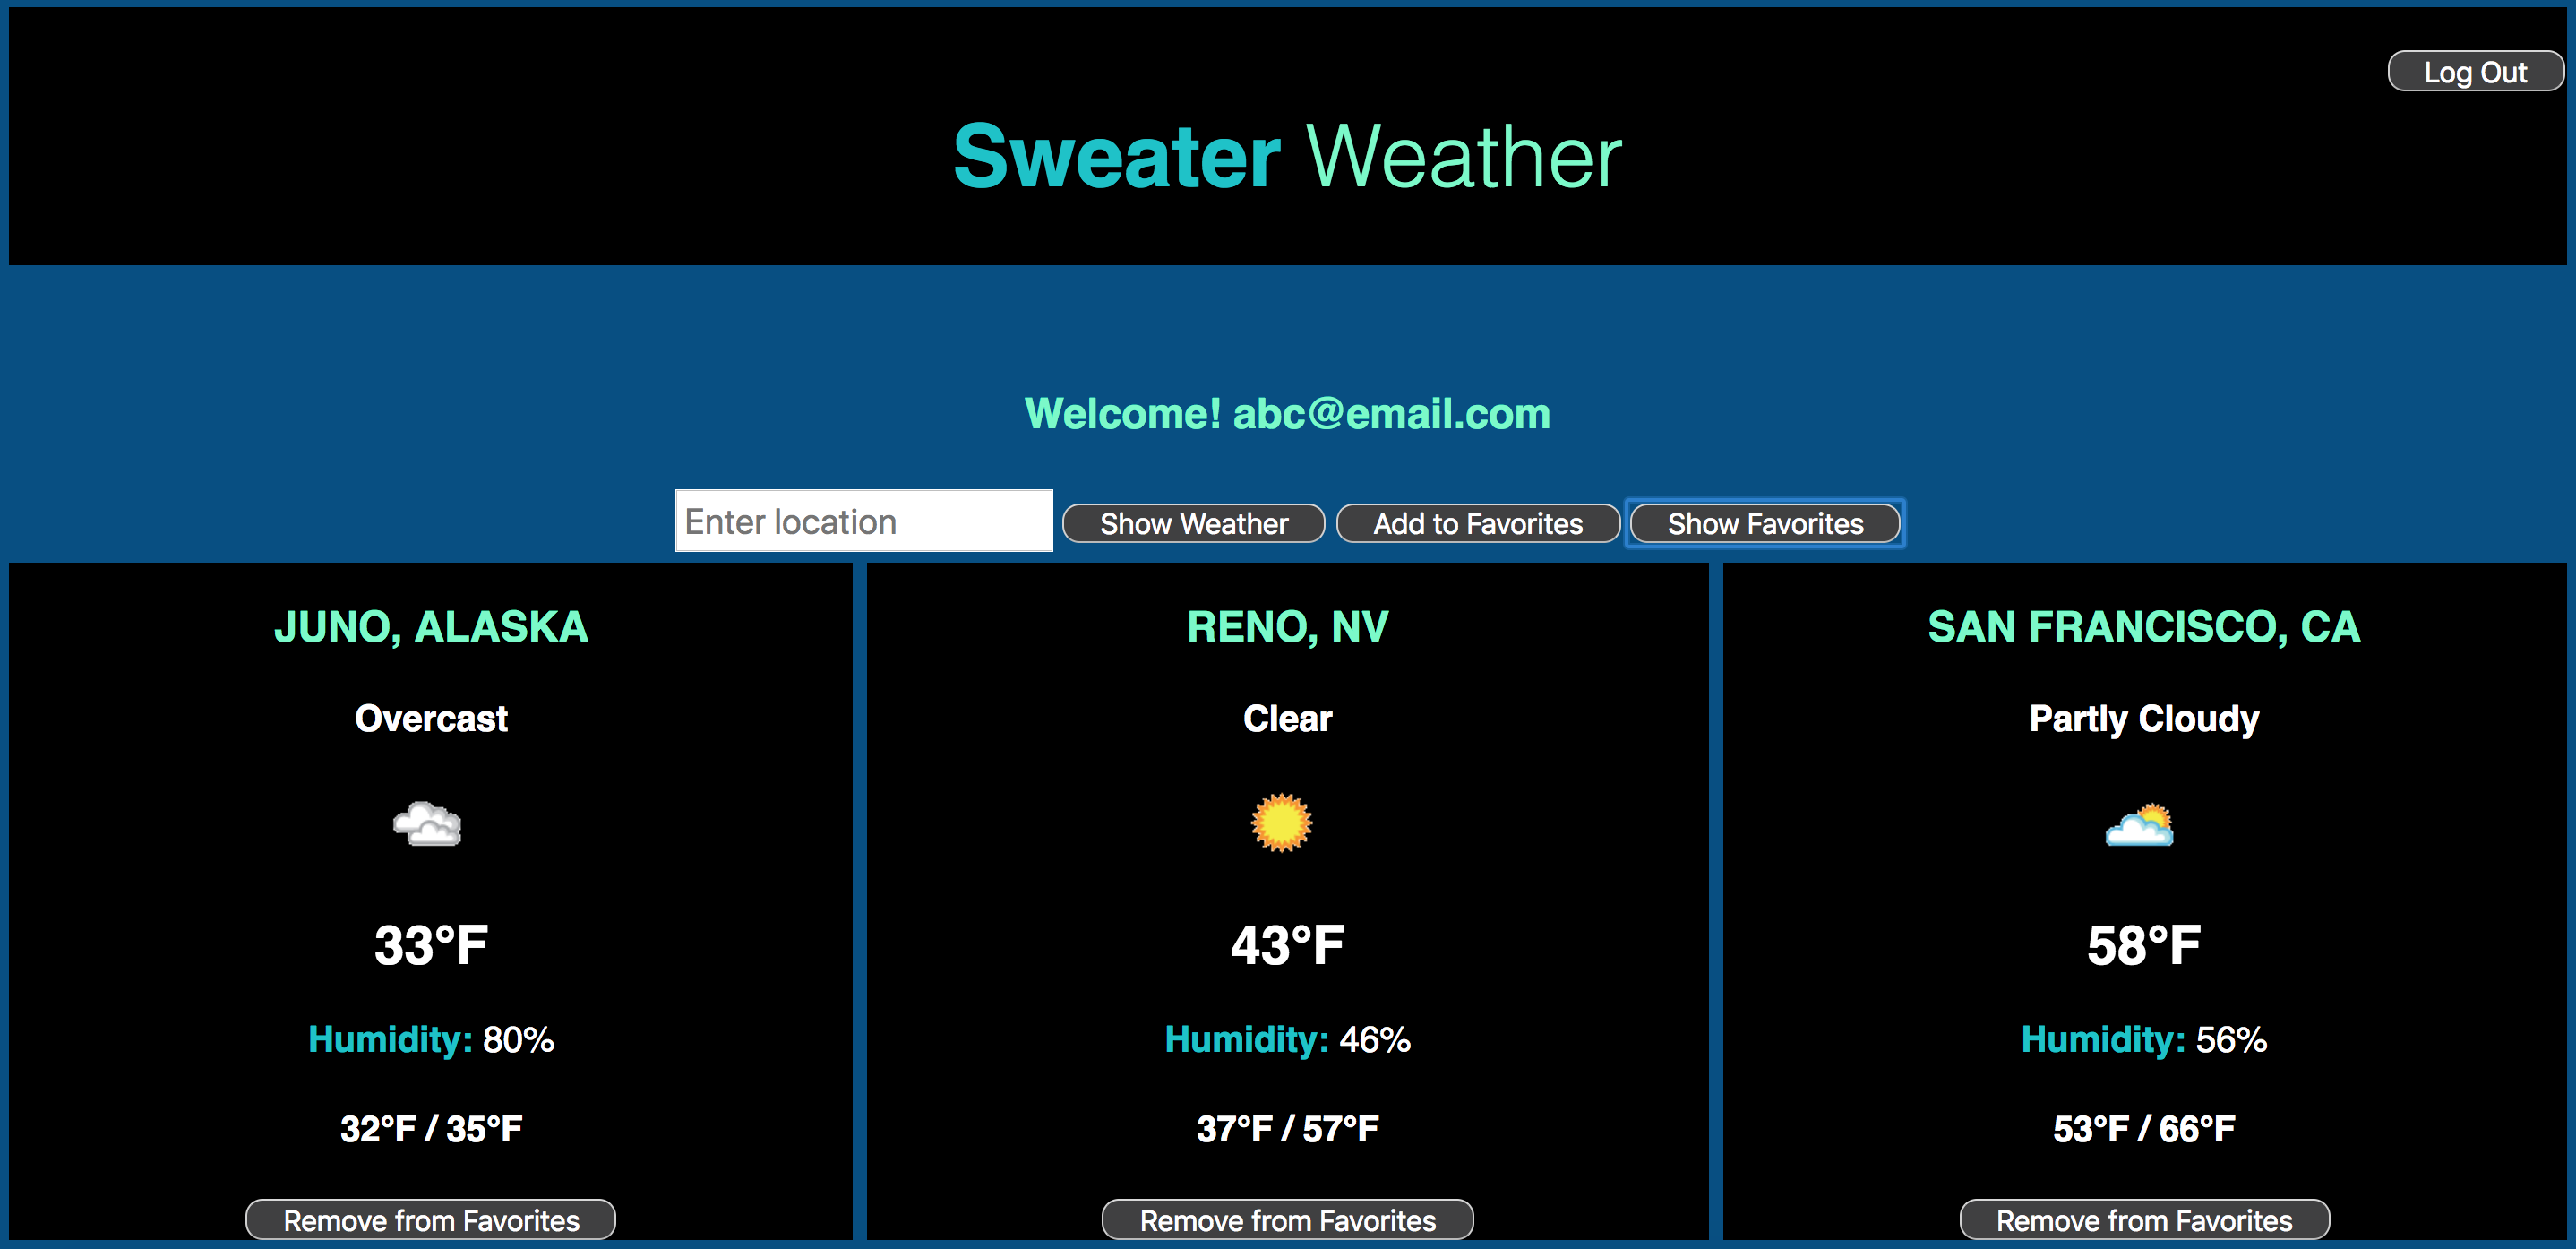 Log Out
Sweater Weather
Welcome! abc@email.com
Enter location Show Weather Add to Favorites Show Favorites
JUNO, ALASKA
Overcast
33°F
Humidity: 80%
32°F / 35°F
Remove from Favorites
RENO, NV
Clear
43°F
Humidity: 46%
37°F / 57°F
Remove from Favorites
SAN FRANCISCO, CA
Partly Cloudy
58°F
Humidity: 56%
53°F / 66°F
Remove from Favorites